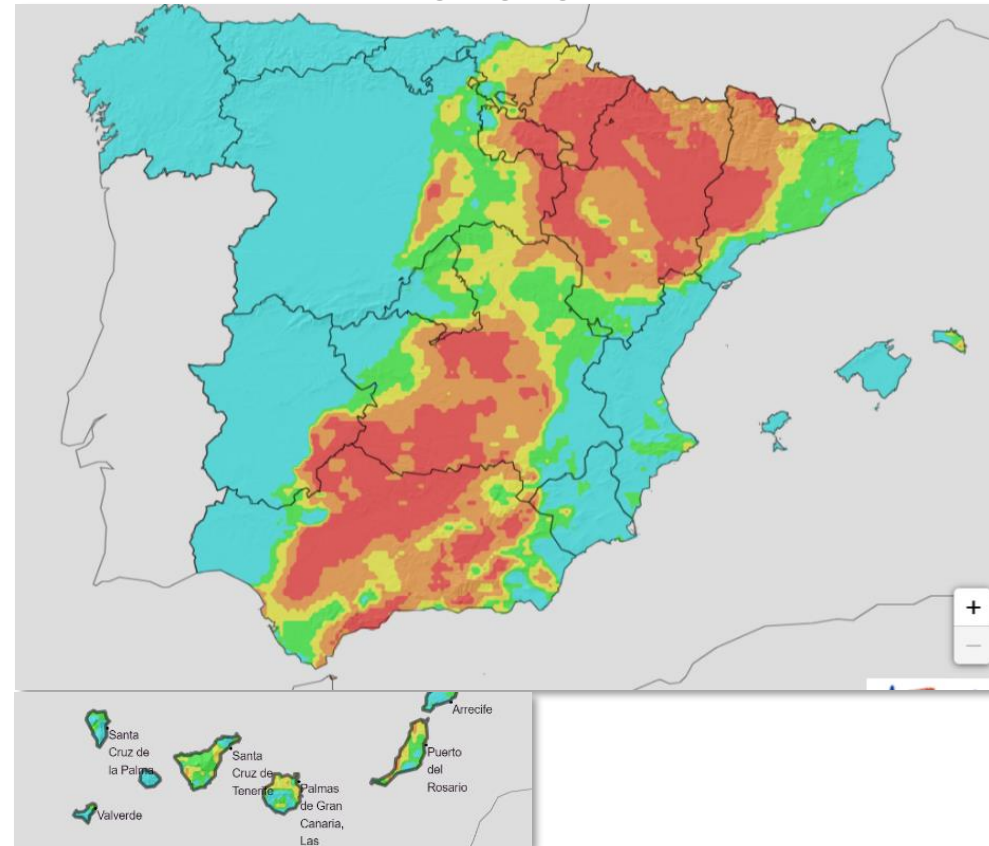 +
−
Arrecife
Santa
Cruz de
la Palma
Santa
Cruz de
Tenerife
Puerto
del
Rosario
Palmas
de Gran
Canaria,
Las
Valverde